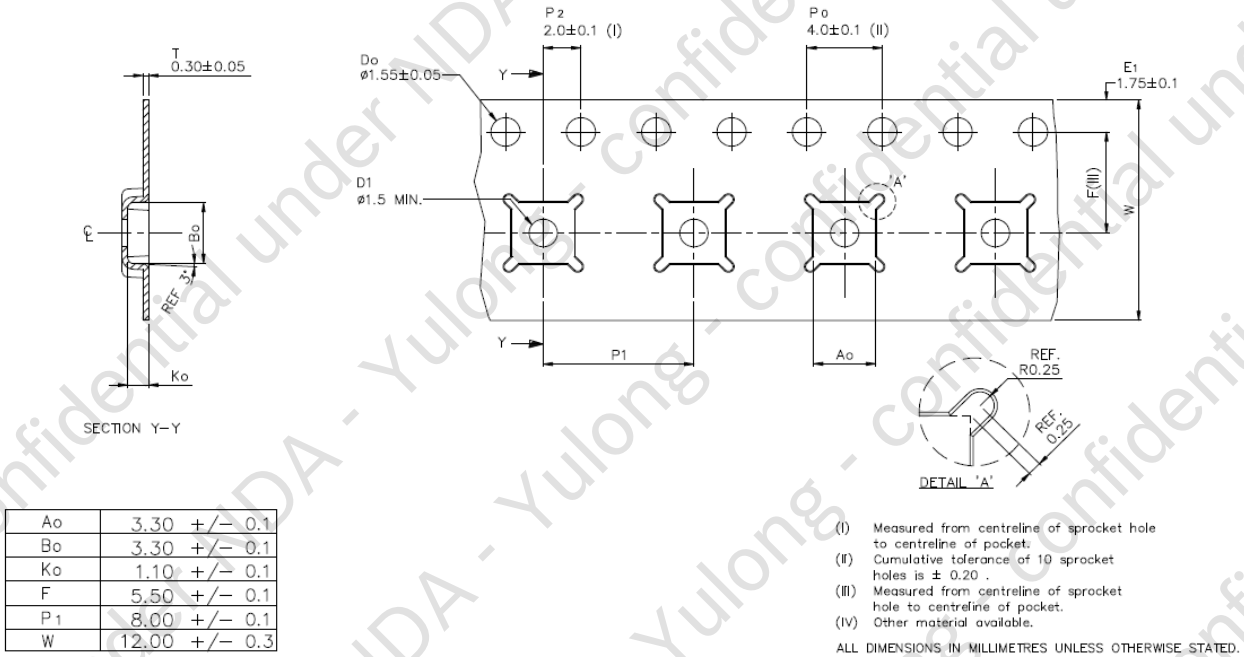 P2
2.0±0.1 (I)
Po
4.0±0.1 (II)
T
0.30±0.05
Do
ø1.55±0.05
Y
E1
1.75±0.1
D1
ø1.5 MIN.
'A'
F(III)
W
℄
Bo
REF 3°
Ko
SECTION Y-Y
Y
P1
Ao
REF.
R0.25
REF.
0.25
DETAIL 'A'
Ao 3.30 +/- 0.1
Bo 3.30 +/- 0.1
Ko 1.10 +/- 0.1
F 5.50 +/- 0.1
P1 8.00 +/- 0.1
W 12.00 +/- 0.3
(I) Measured from centreline of sprocket hole
to centreline of pocket.
(II) Cumulative tolerance of 10 sprocket
holes is ± 0.20 .
(III) Measured from centreline of sprocket
hole to centreline of pocket.
(IV) Other material available.
ALL DIMENSIONS IN MILLIMETRES UNLESS OTHERWISE STATED.
confidential under NDA - Yulong - confidential under NDA - Yulong - confidential under NDA